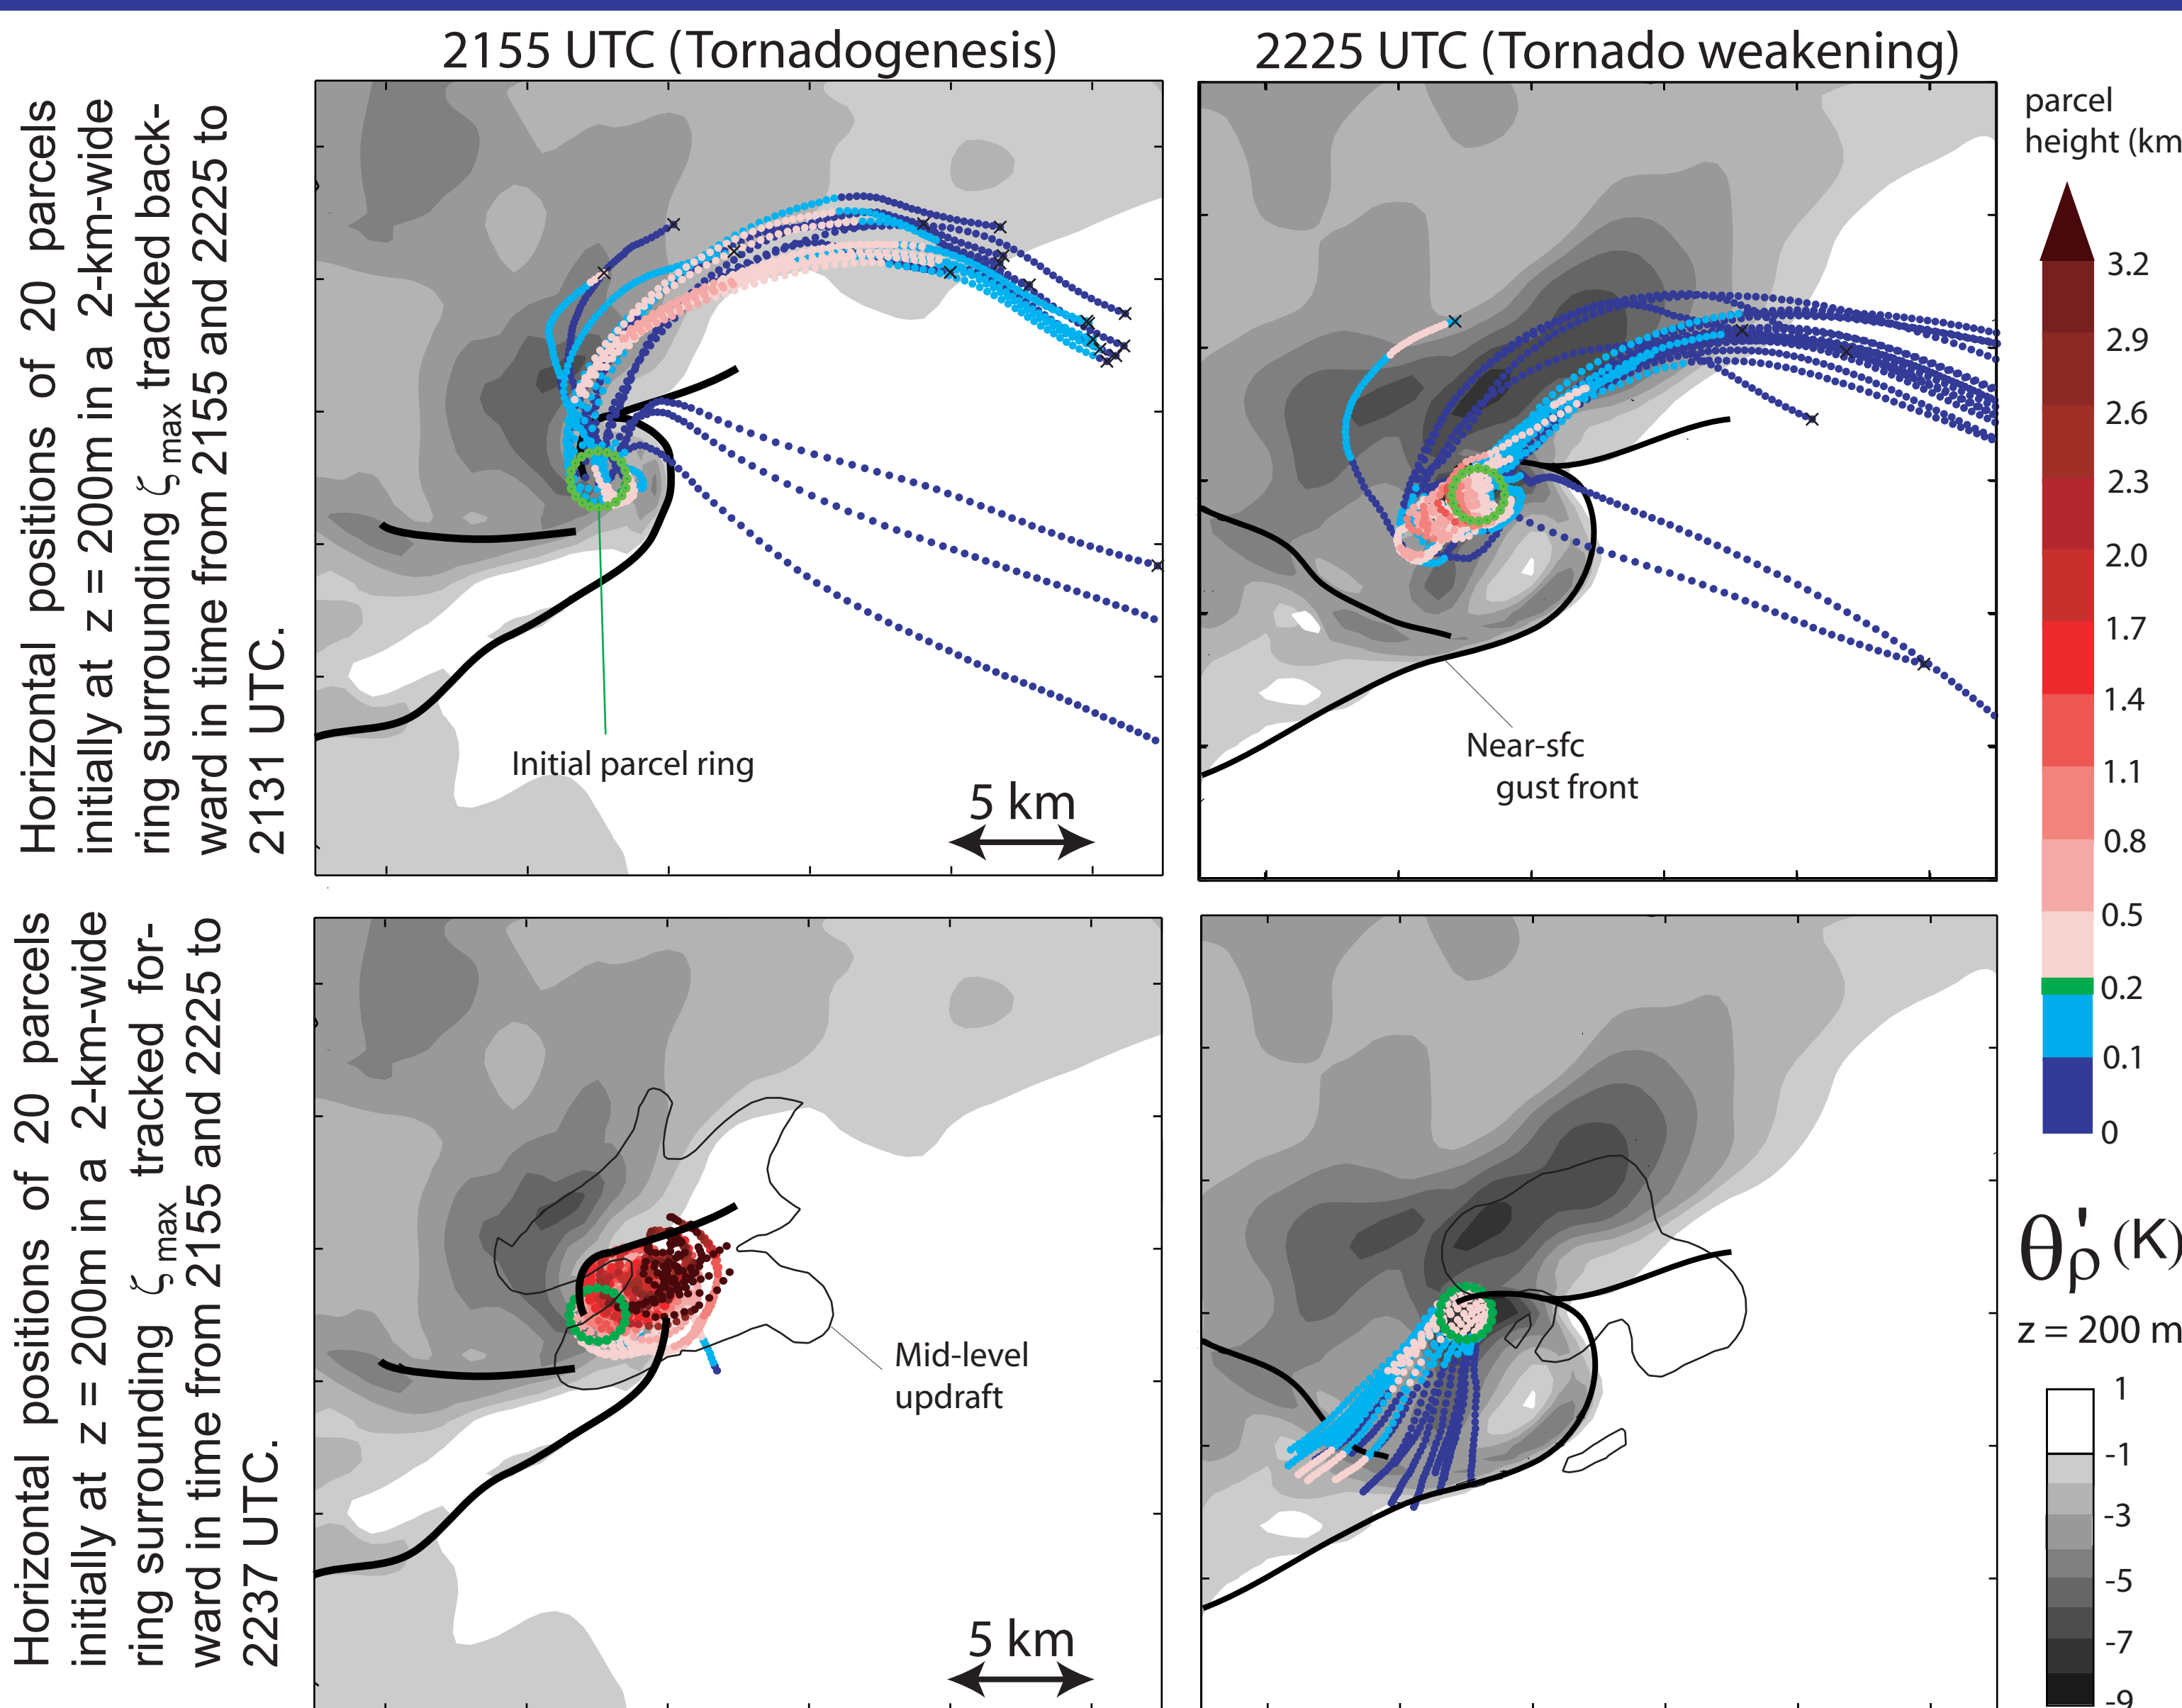 2155 UTC (Tornadogenesis)
2225 UTC (Tornado weakening)
Horizontal positions of 20 parcels
initially at z = 200m in a 2-km-wide
ring surrounding ζmax tracked back-
ward in time from 2155 and 2225 to
2131 UTC.
Initial parcel ring
5 km
Near-sfc
gust front
parcel
height (km
3.2
2.9
2.6
2.3
2.0
1.7
1.4
1.1
0.8
0.5
0.2
0.1
0
Horizontal positions of 20 parcels
initially at z = 200m in a 2-km-wide
ring surrounding ζmax tracked for-
ward in time from 2155 and 2225 to
2237 UTC.
Mid-level
updraft
5 km
θρ' (K)
z = 200 m
1
-1
-3
-5
-7
-9